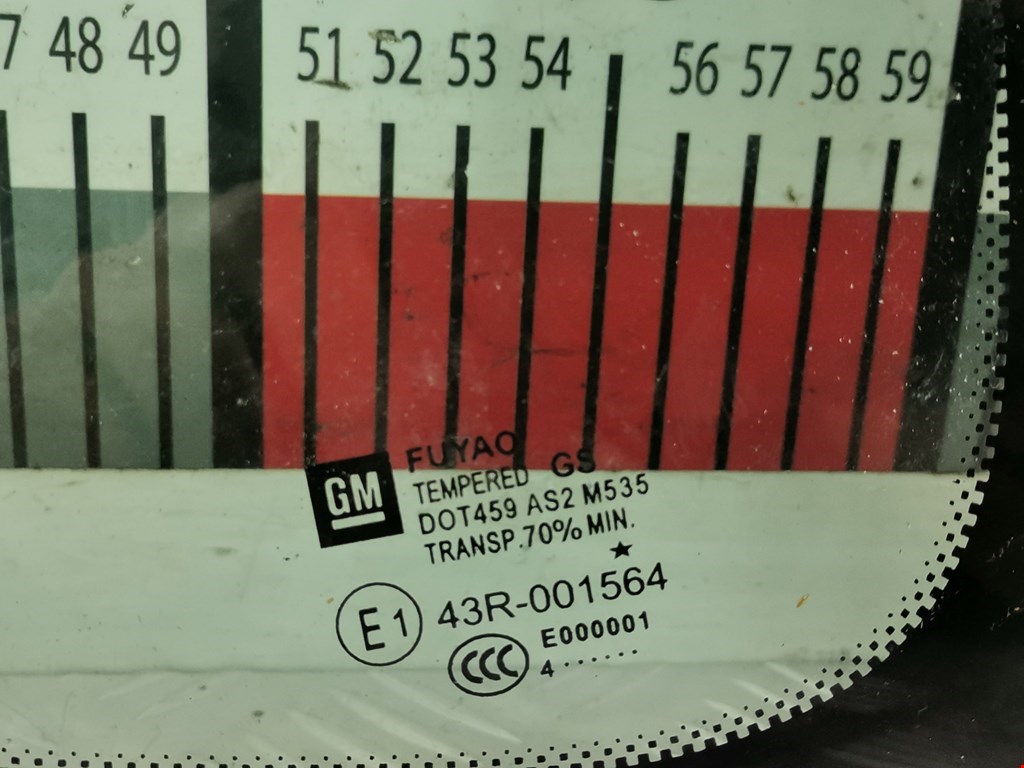 7 48 49 51 52 53 54 56 57 58 59
GM
FUYAO GS
TEMPERED
DOT459 AS2 M535
TRANSP.70% MIN.
★
E1 43R-001564
CCC E000001
4······